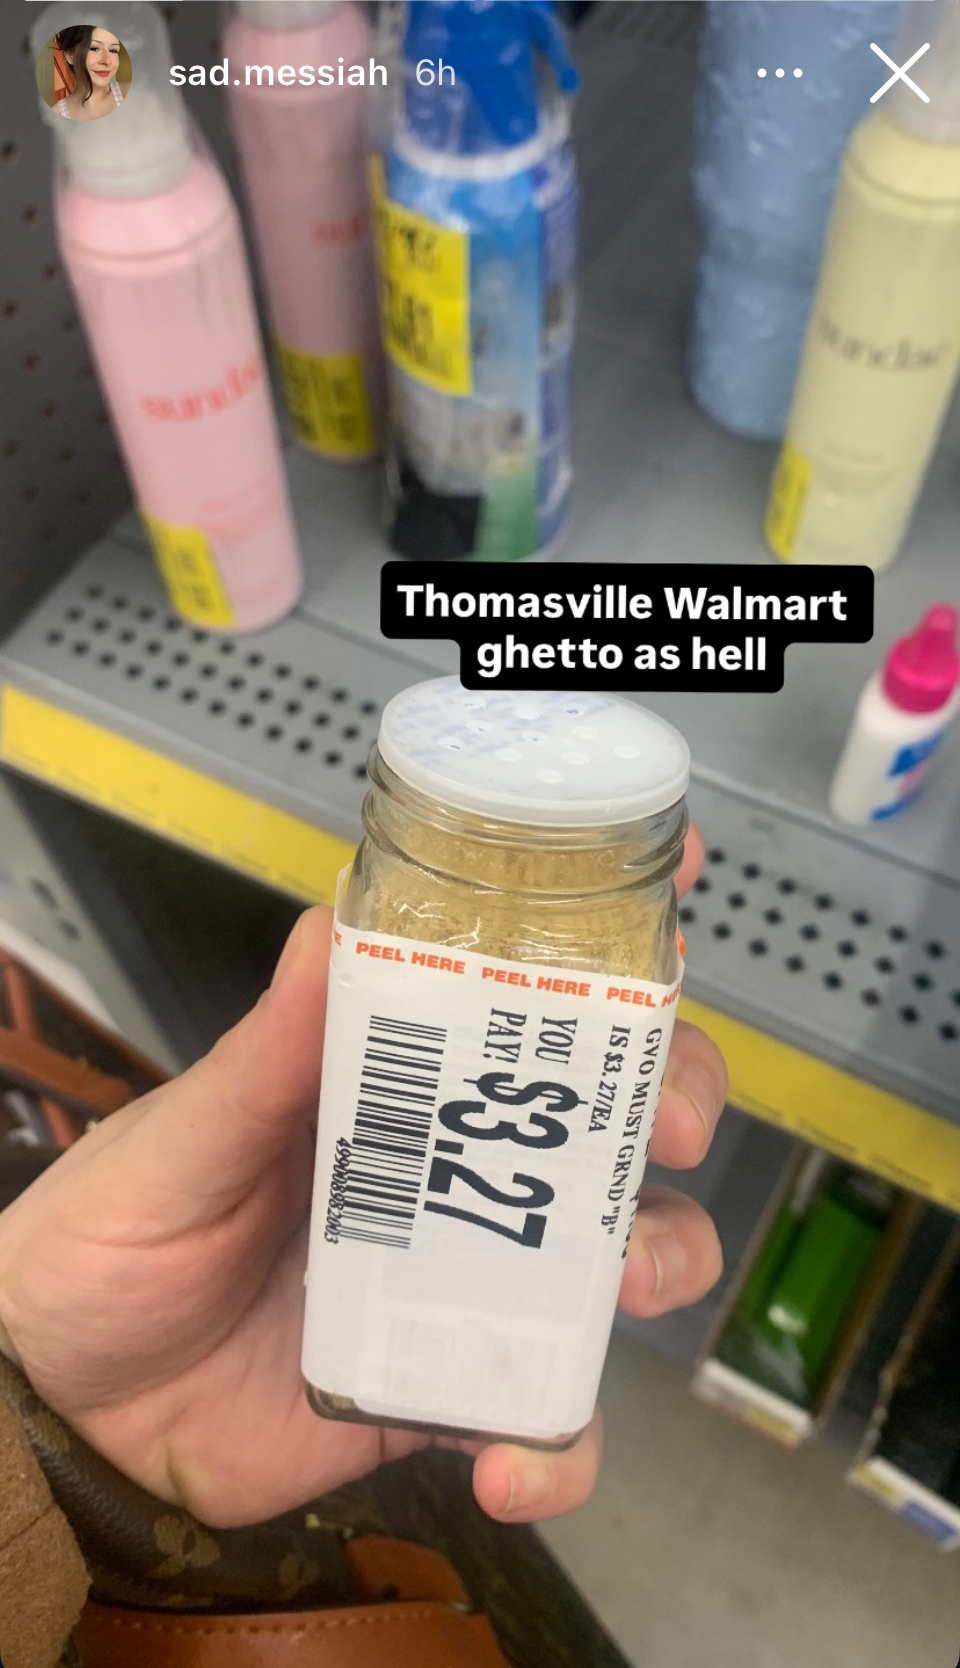 sad.messiah 6h
Thomasville Walmart
ghetto as hell
PEEL HERE PEEL HERE PEEL
GVO MUST GRND "B"
IS $3.27/EA
YOU
PAY!
$3.27
sunda